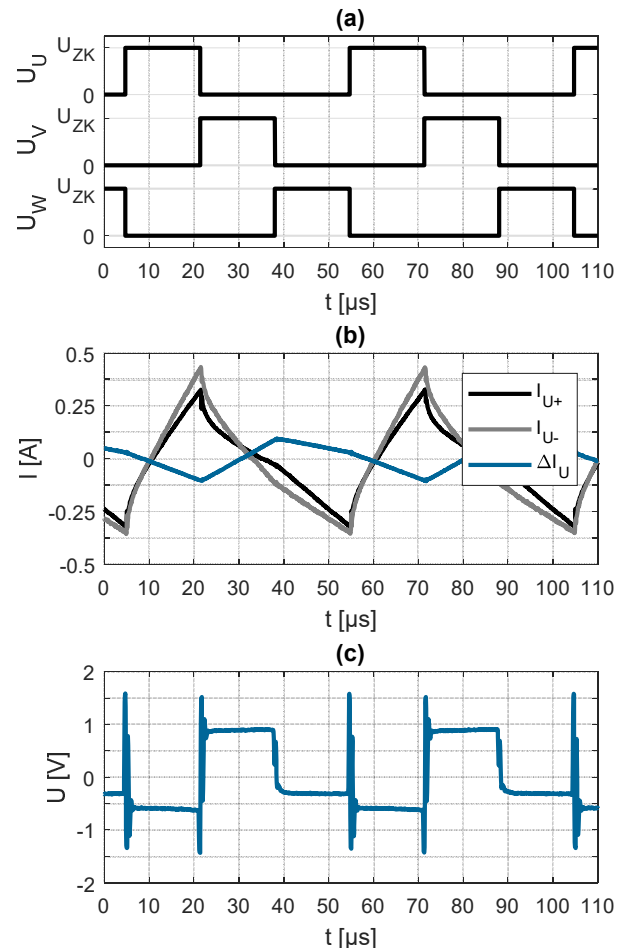 (a)
U_U
U_ZK
0
U_V
U_ZK
0
U_W
U_ZK
0
0 10 20 30 40 50 60 70 80 90 100 110
t [µs]
(b)
I [A]
0.5
0.25
0
-0.25
-0.5
I_U+
I_U-
ΔI_U
0 10 20 30 40 50 60 70 80 90 100 110
t [µs]
(c)
U [V]
2
1
0
-1
-2
0 10 20 30 40 50 60 70 80 90 100 110
t [µs]